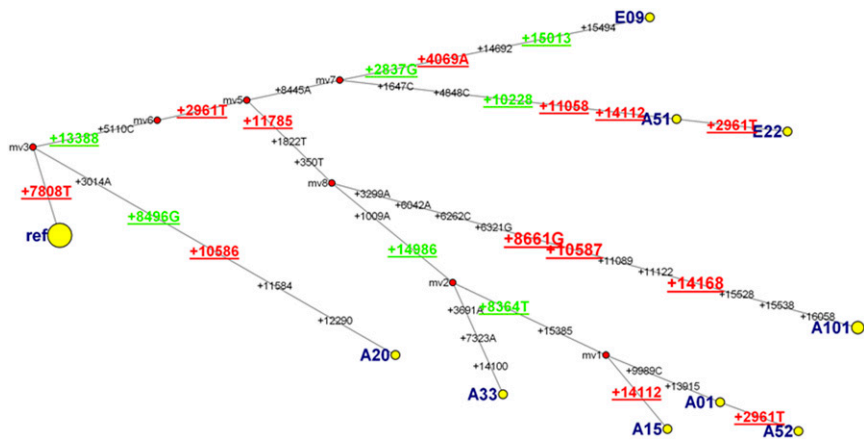 E09
+15494
+15013
+14692
+4069A
+2837G
mv7
+8445A
mv5
+1647C
+4848C
+10228
+11058
+14112
A51
+2961T
E22
+2961T
mv6
+5110C
+13388
mv3
+11785
+1822T
+350T
mv8
+3299A
+6042A
+6262C
+6321G
+8661G
+10587
+11089
+11122
+14168
+15528
+15538
+16058
A101
+7808T
ref
+3014A
+8496G
+10586
+11584
+12290
A20
+1009A
+14986
mv2
+3691A
+7323A
+14100
A33
+8364T
+15385
mv1
+9989C
+13915
A01
+2961T
A52
+14112
A15